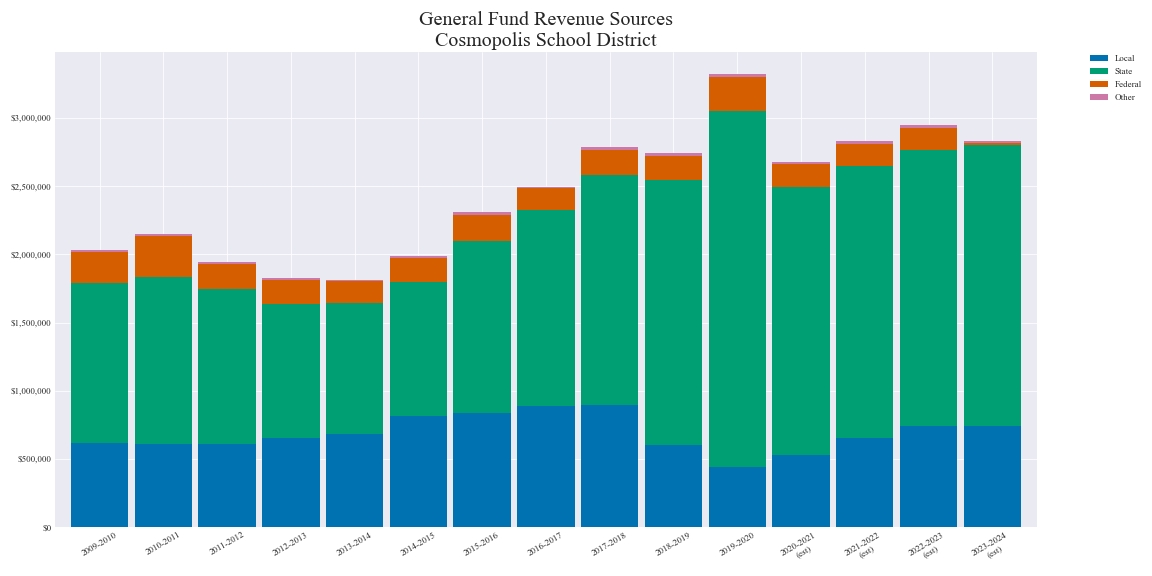 General Fund Revenue Sources
Cosmopolis School District
Local
State
Federal
Other
$3,000,000
$2,500,000
$2,000,000
$1,500,000
$1,000,000
$500,000
$0
2009-2010
2010-2011
2011-2012
2012-2013
2013-2014
2014-2015
2015-2016
2016-2017
2017-2018
2018-2019
2019-2020
2020-2021
(est)
2021-2022
(est)
2022-2023
(est)
2023-2024
(est)